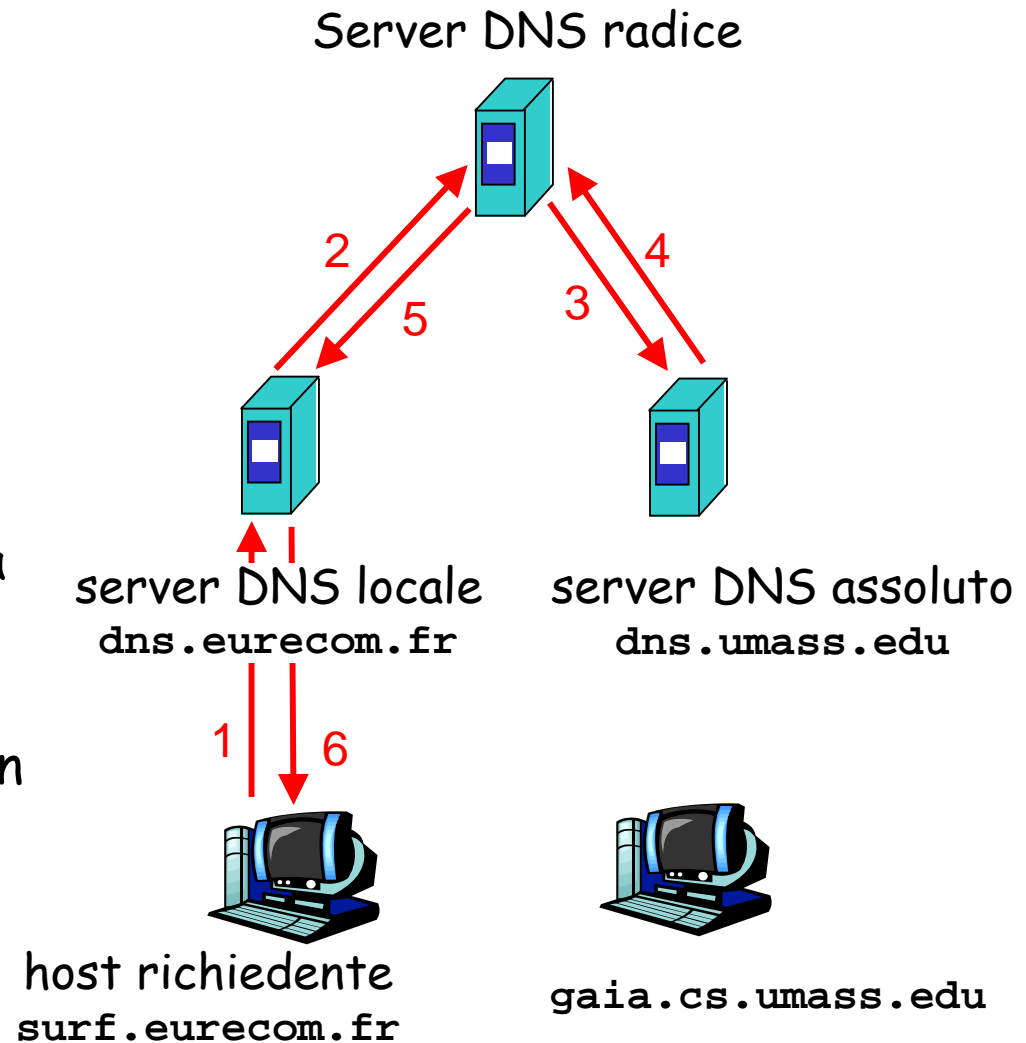 Server DNS radice
2
4
3
5
a
server DNS locale
dns.eurecom.fr
server DNS assoluto
dns.umass.edu
1
6
n
host richiedente
surf.eurecom.fr
gaia.cs.umass.edu